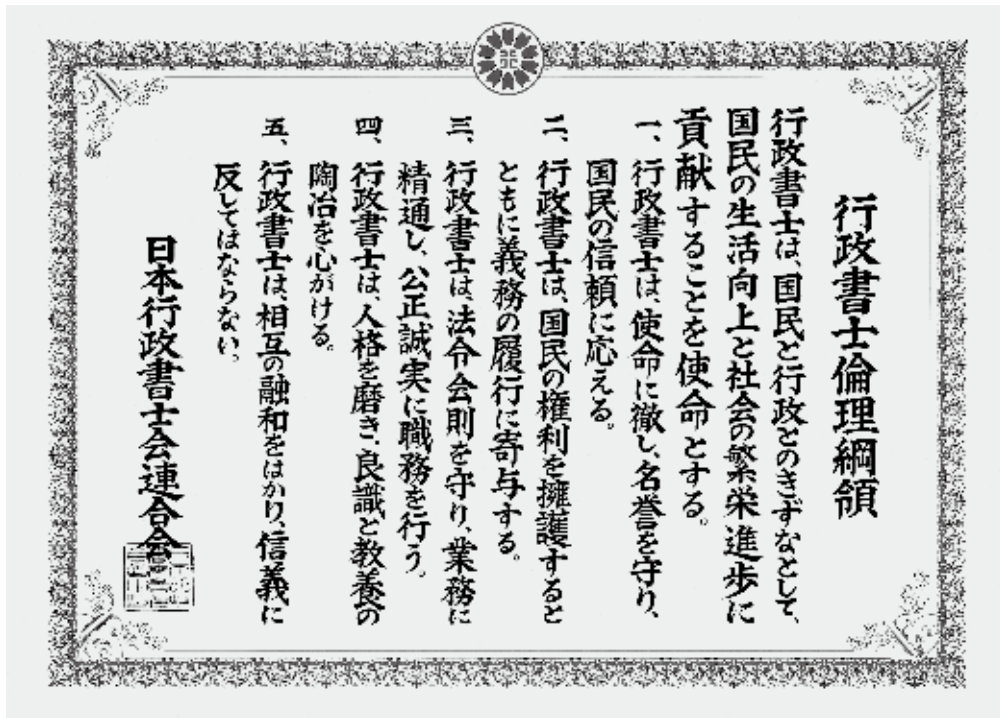 行政書士倫理綱領
行政書士は、国民と行政とのきずなとして、
国民の生活向上と社会の繁栄進歩に
貢献することを使命とする。
一、行政書士は、使命に徹し、名誉を守り、
国民の信頼に応える。
二、行政書士は、国民の権利を擁護すると
ともに義務の履行に寄与する。
三、行政書士は、法令会則を守り、業務に
精通し、公正誠実に職務を行う。
四、行政書士は、人格を磨き、良識と教養の
陶冶を心がける。
五、行政書士は、相互の融和をはかり、信義に
反してはならない。
日本行政書士会連合会